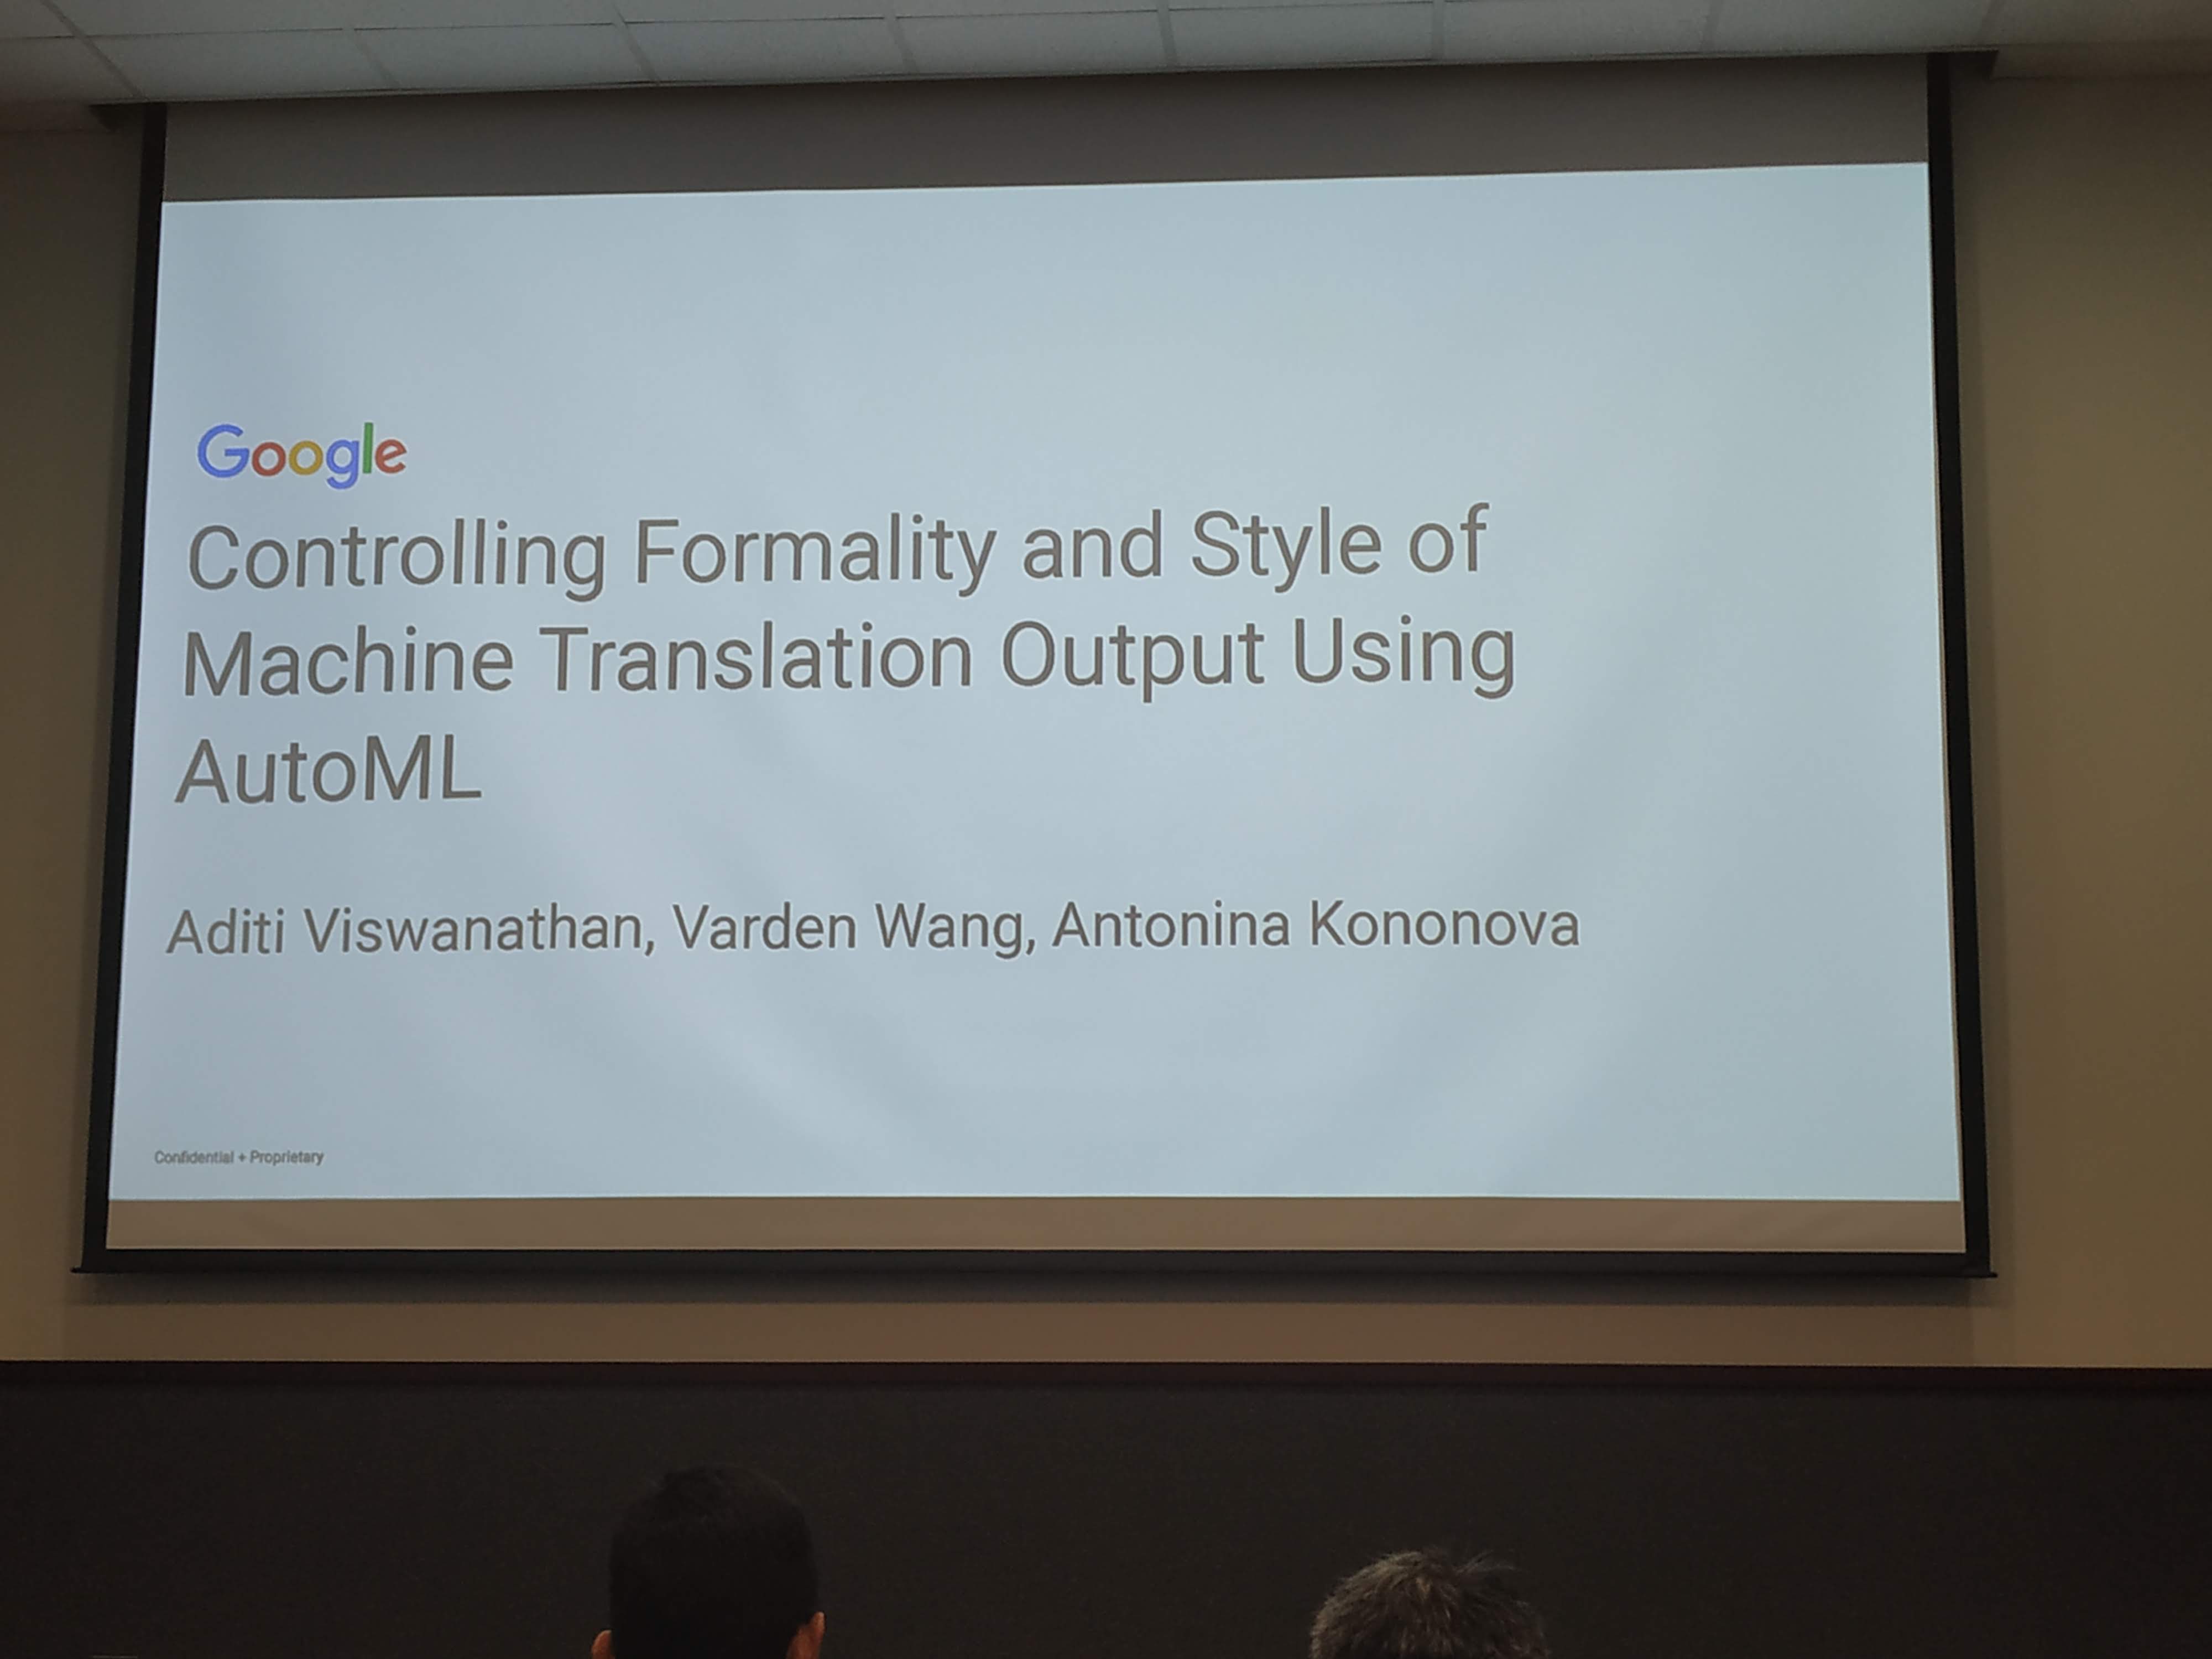 Google
Controlling Formality and Style of
Machine Translation Output Using
AutoML
Aditi Viswanathan, Varden Wang, Antonina Kononova
Confidential + Proprietary